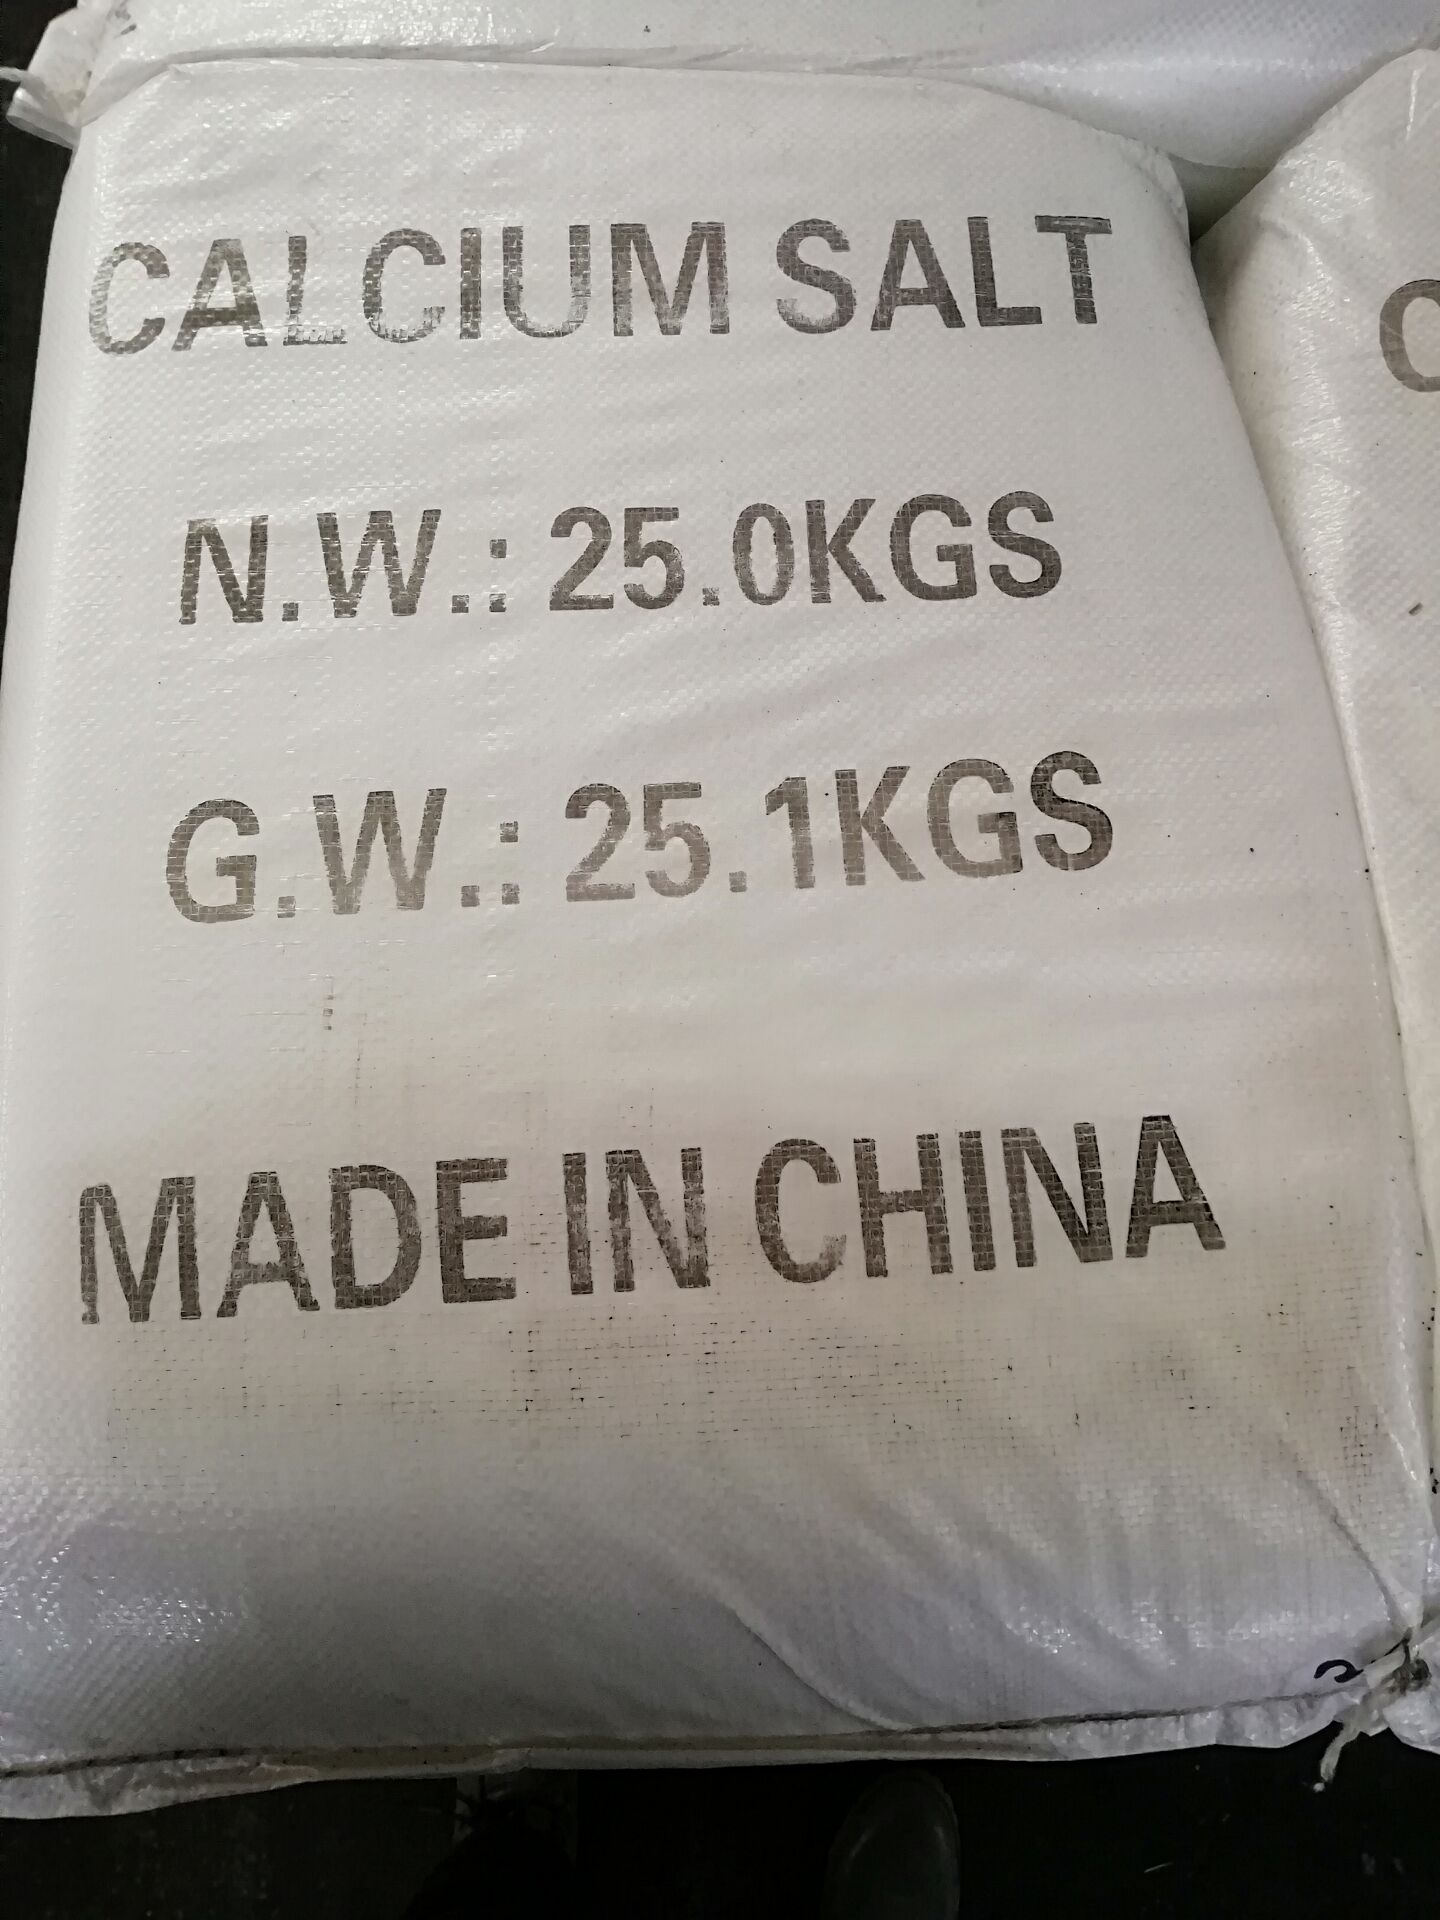 CALCIUM SALT
N.W.: 25.0KGS
G.W.: 25.1KGS
MADE IN CHINA